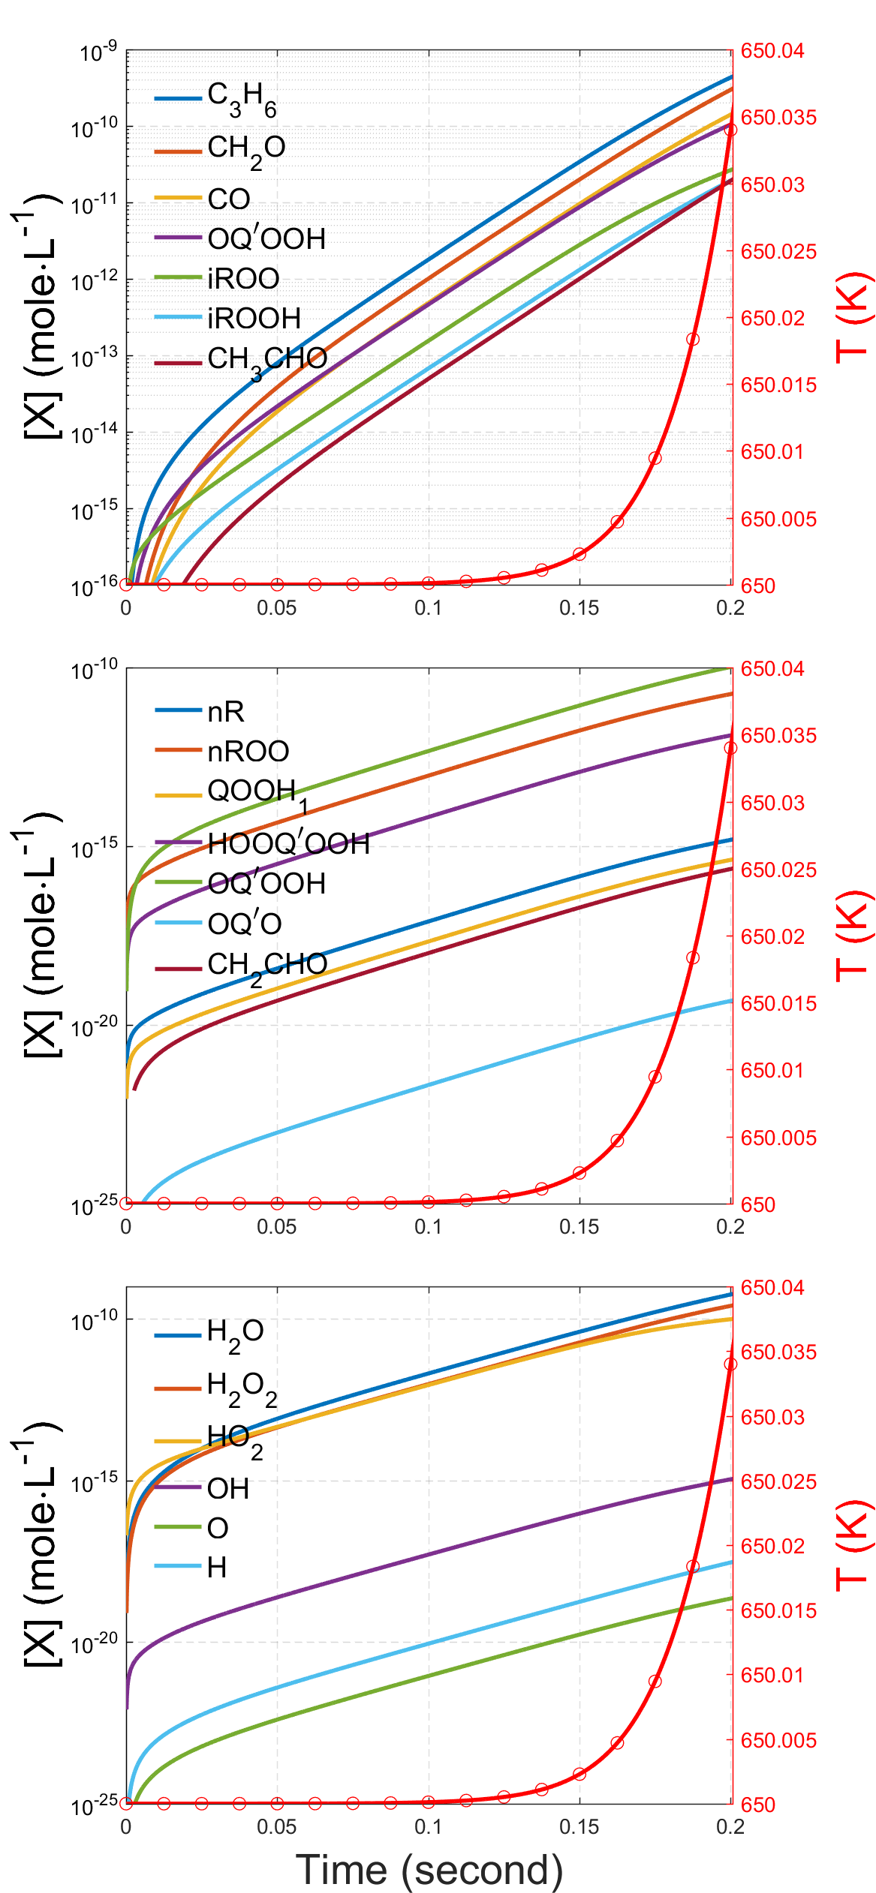 10⁻⁹
10⁻¹⁰
10⁻¹¹
10⁻¹²
10⁻¹³
10⁻¹⁴
10⁻¹⁵
10⁻¹⁶
[X] (mole·L⁻¹)
C₃H₆
CH₂O
CO
OQ′OOH
iROO
iROOH
CH₃CHO
650.04
650.035
650.03
650.025
650.02
650.015
650.01
650.005
650
T (K)
0 0.05 0.1 0.15 0.2
10⁻¹⁰
10⁻¹⁵
10⁻²⁰
10⁻²⁵
[X] (mole·L⁻¹)
nR
nROO
QOOH₁
HOOQ′OOH
OQ′OOH
OQ′O
CH₂CHO
650.04
650.035
650.03
650.025
650.02
650.015
650.01
650.005
650
T (K)
0 0.05 0.1 0.15 0.2
10⁻¹⁰
10⁻¹⁵
10⁻²⁰
10⁻²⁵
[X] (mole·L⁻¹)
H₂O
H₂O₂
HO₂
OH
O
H
650.04
650.035
650.03
650.025
650.02
650.015
650.01
650.005
650
T (K)
0 0.05 0.1 0.15 0.2
Time (second)